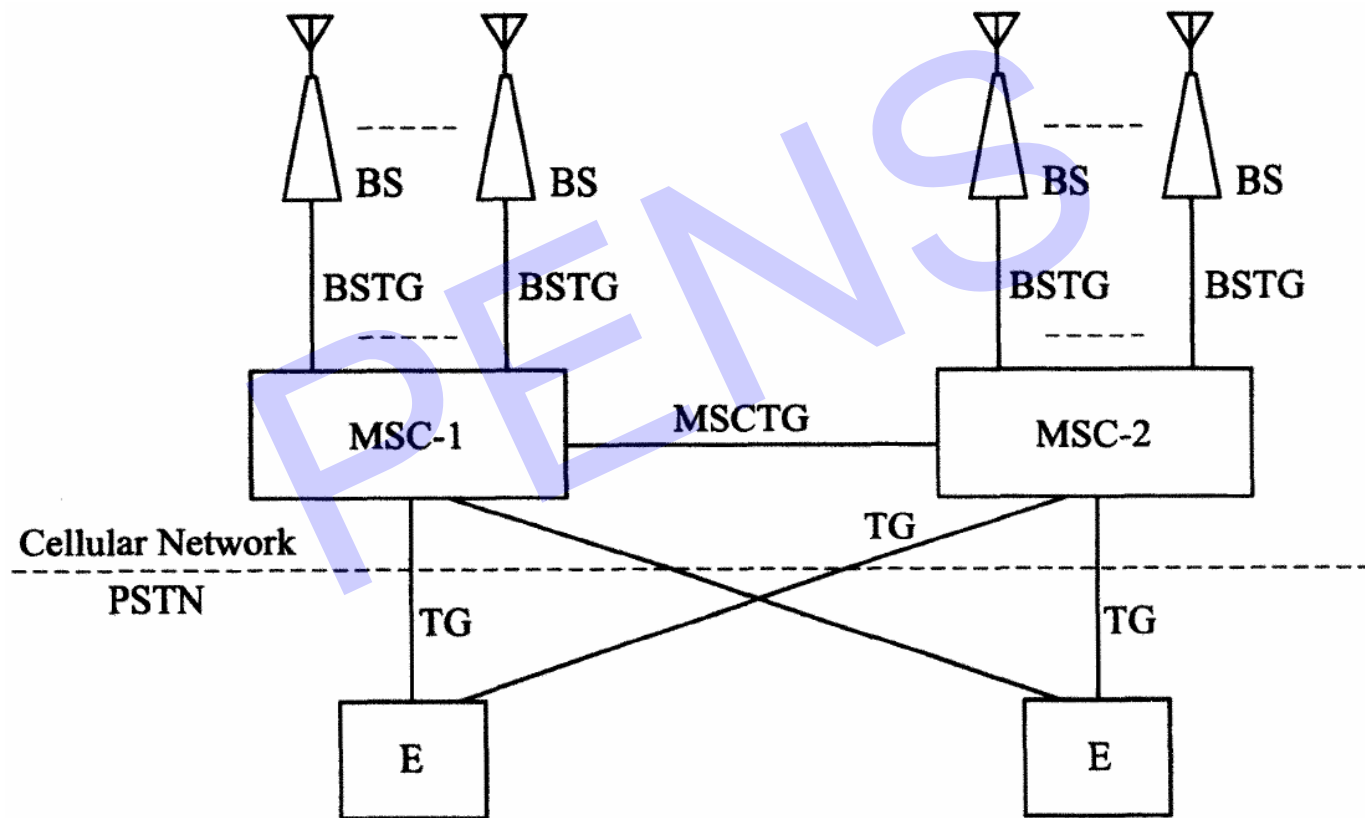 BS BS BS BS
BSTG BSTG BSTG BSTG
MSC-1 MSCTG MSC-2
TG
Cellular Network
PSTN
TG TG
E E
PENS